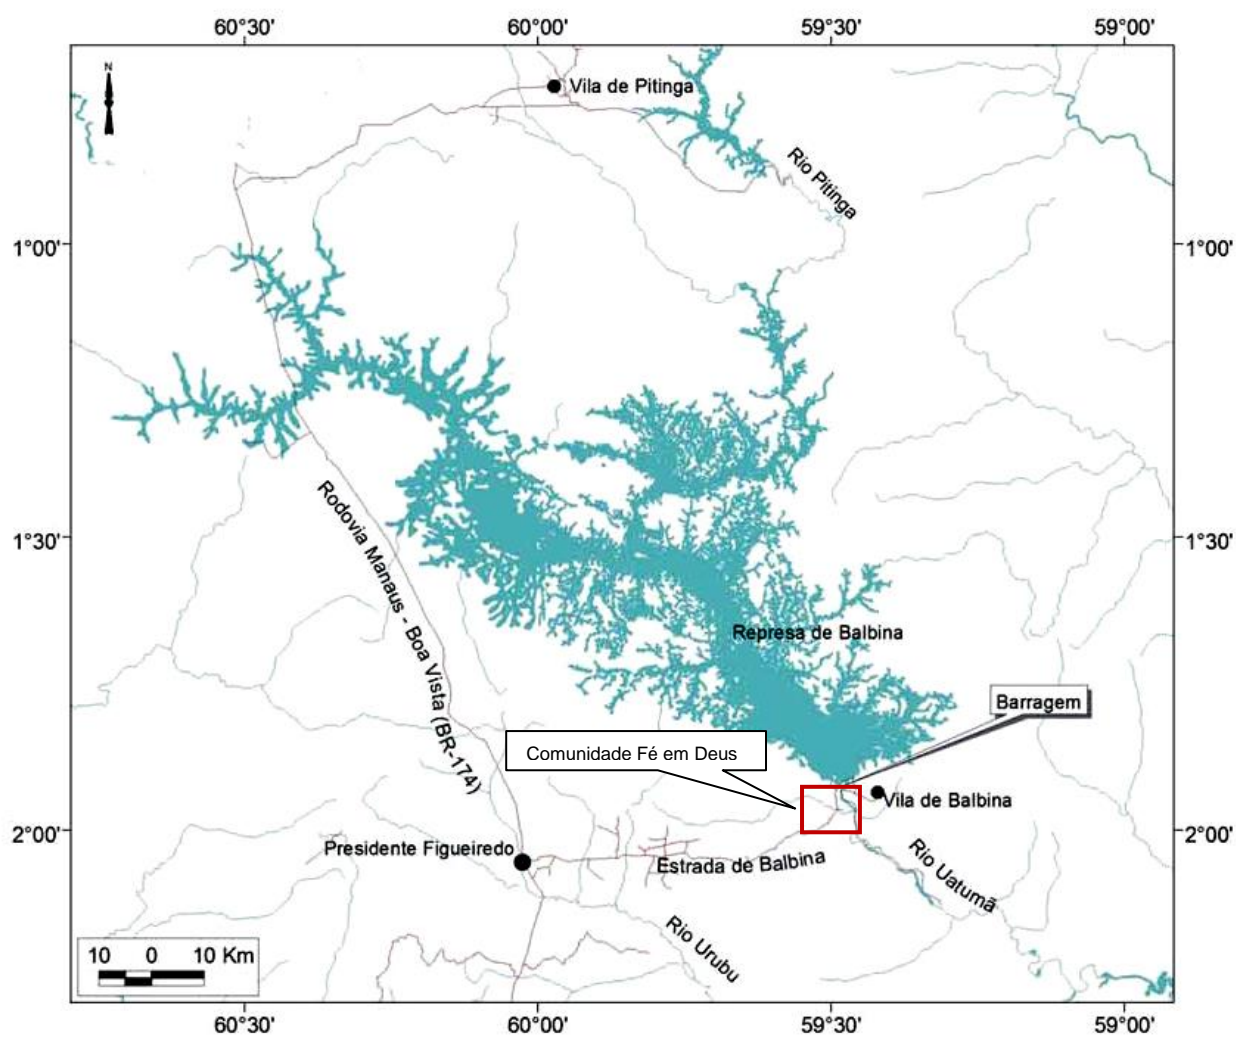 60°30' 60°00' 59°30' 59°00'
N
Vila de Pitinga
Rio Pitinga
1°00' 1°00'
Rodovia Manaus - Boa Vista (BR-174)
1°30' 1°30'
Represa de Balbina
Barragem
Comunidade Fé em Deus
Vila de Balbina
2°00' 2°00'
Presidente Figueiredo
Estrada de Balbina
Rio Uatumã
Rio Urubu
10 0 10 Km
60°30' 60°00' 59°30' 59°00'